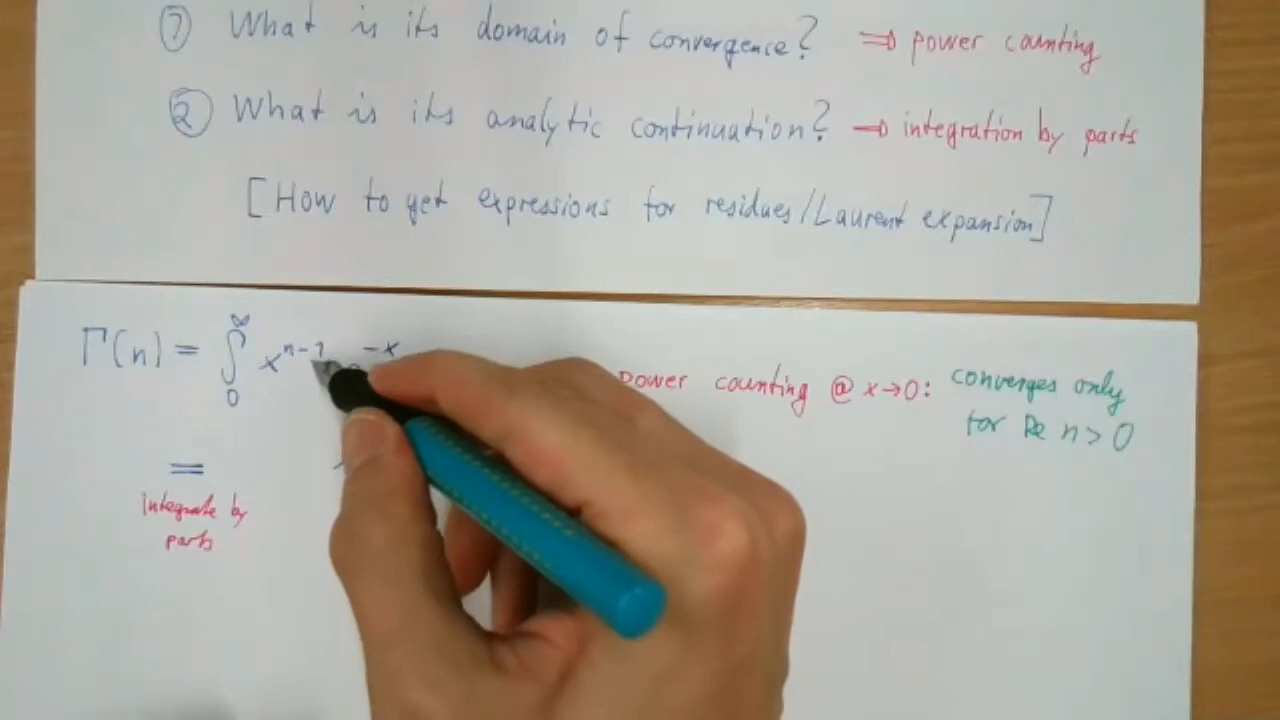 ① What is its domain of convergence? ⇒ power counting
② What is its analytic continuation? → integration by parts
[How to get expressions for residues/Laurent expansion]
Γ(n) = ∫₀^∞ x^{n-1} e^{-x}
power counting @ x→0: converges only
for Re n > 0
=
Integrate by
parts